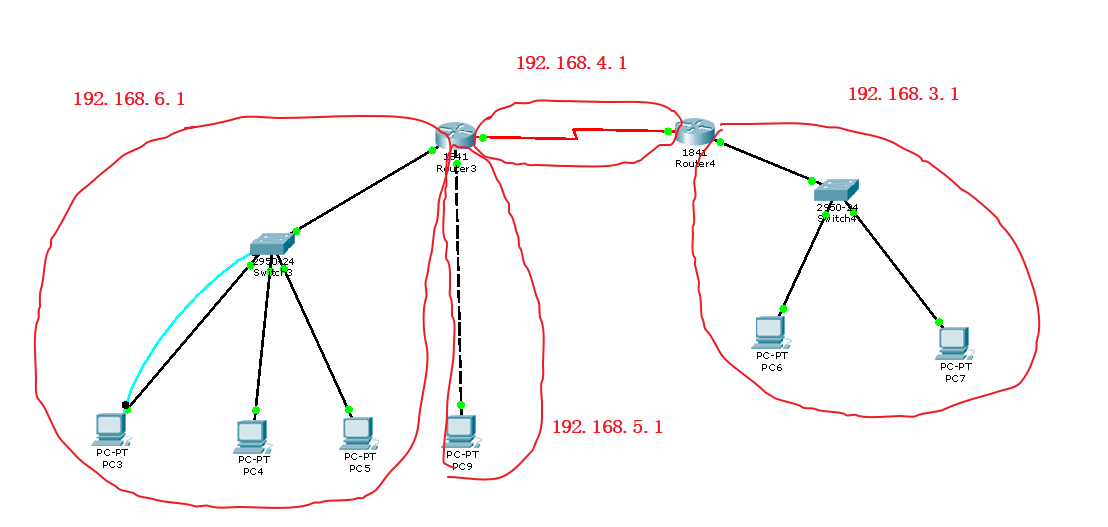 192.168.4.1
192.168.6.1
192.168.3.1
1841
Router3
1841
Router4
2950-24
Switch4
2950-24
Switch3
PC-PT
PC6
PC-PT
PC7
192.168.5.1
PC-PT
PC3
PC-PT
PC4
PC-PT
PC5
PC-PT
PC9